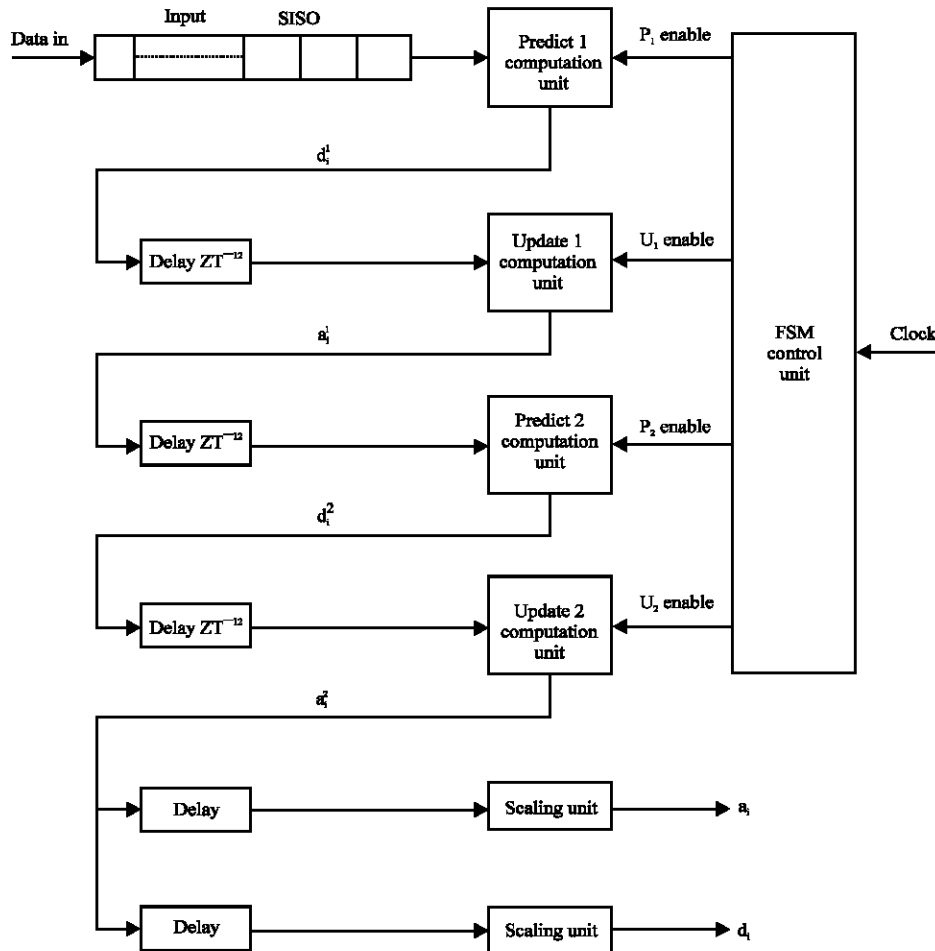 Input SISO
Data in
Predict 1
computation
unit
P₁ enable
dᵢ¹
Delay ZT⁻¹²
Update 1
computation
unit
U₁ enable
aᵢ¹
FSM
control
unit
Clock
Delay ZT⁻¹²
Predict 2
computation
unit
P₂ enable
dᵢ²
Delay ZT⁻¹²
Update 2
computation
unit
U₂ enable
aᵢ²
Delay
Scaling unit
aᵢ
Delay
Scaling unit
dᵢ